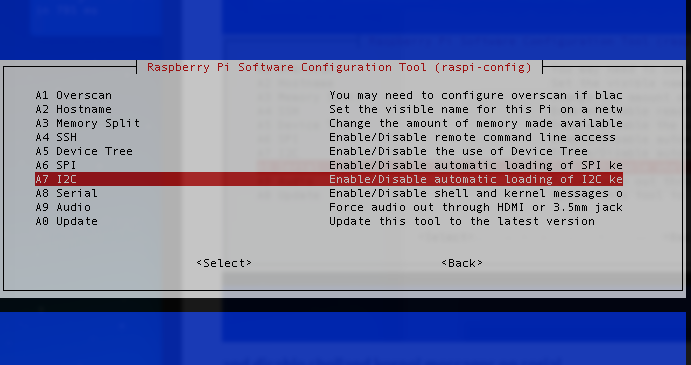 Raspberry Pi Software Configuration Tool (raspi-config)
A1 Overscan You may need to configure overscan if blac
A2 Hostname Set the visible name for this Pi on a netw
A3 Memory Split Change the amount of memory made available
A4 SSH Enable/Disable remote command line access
A5 Device Tree Enable/Disable the use of Device Tree
A6 SPI Enable/Disable automatic loading of SPI ke
A7 I2C Enable/Disable automatic loading of I2C ke
A8 Serial Enable/Disable shell and kernel messages o
A9 Audio Force audio out through HDMI or 3.5mm jack
A0 Update Update this tool to the latest version
<Select> <Back>